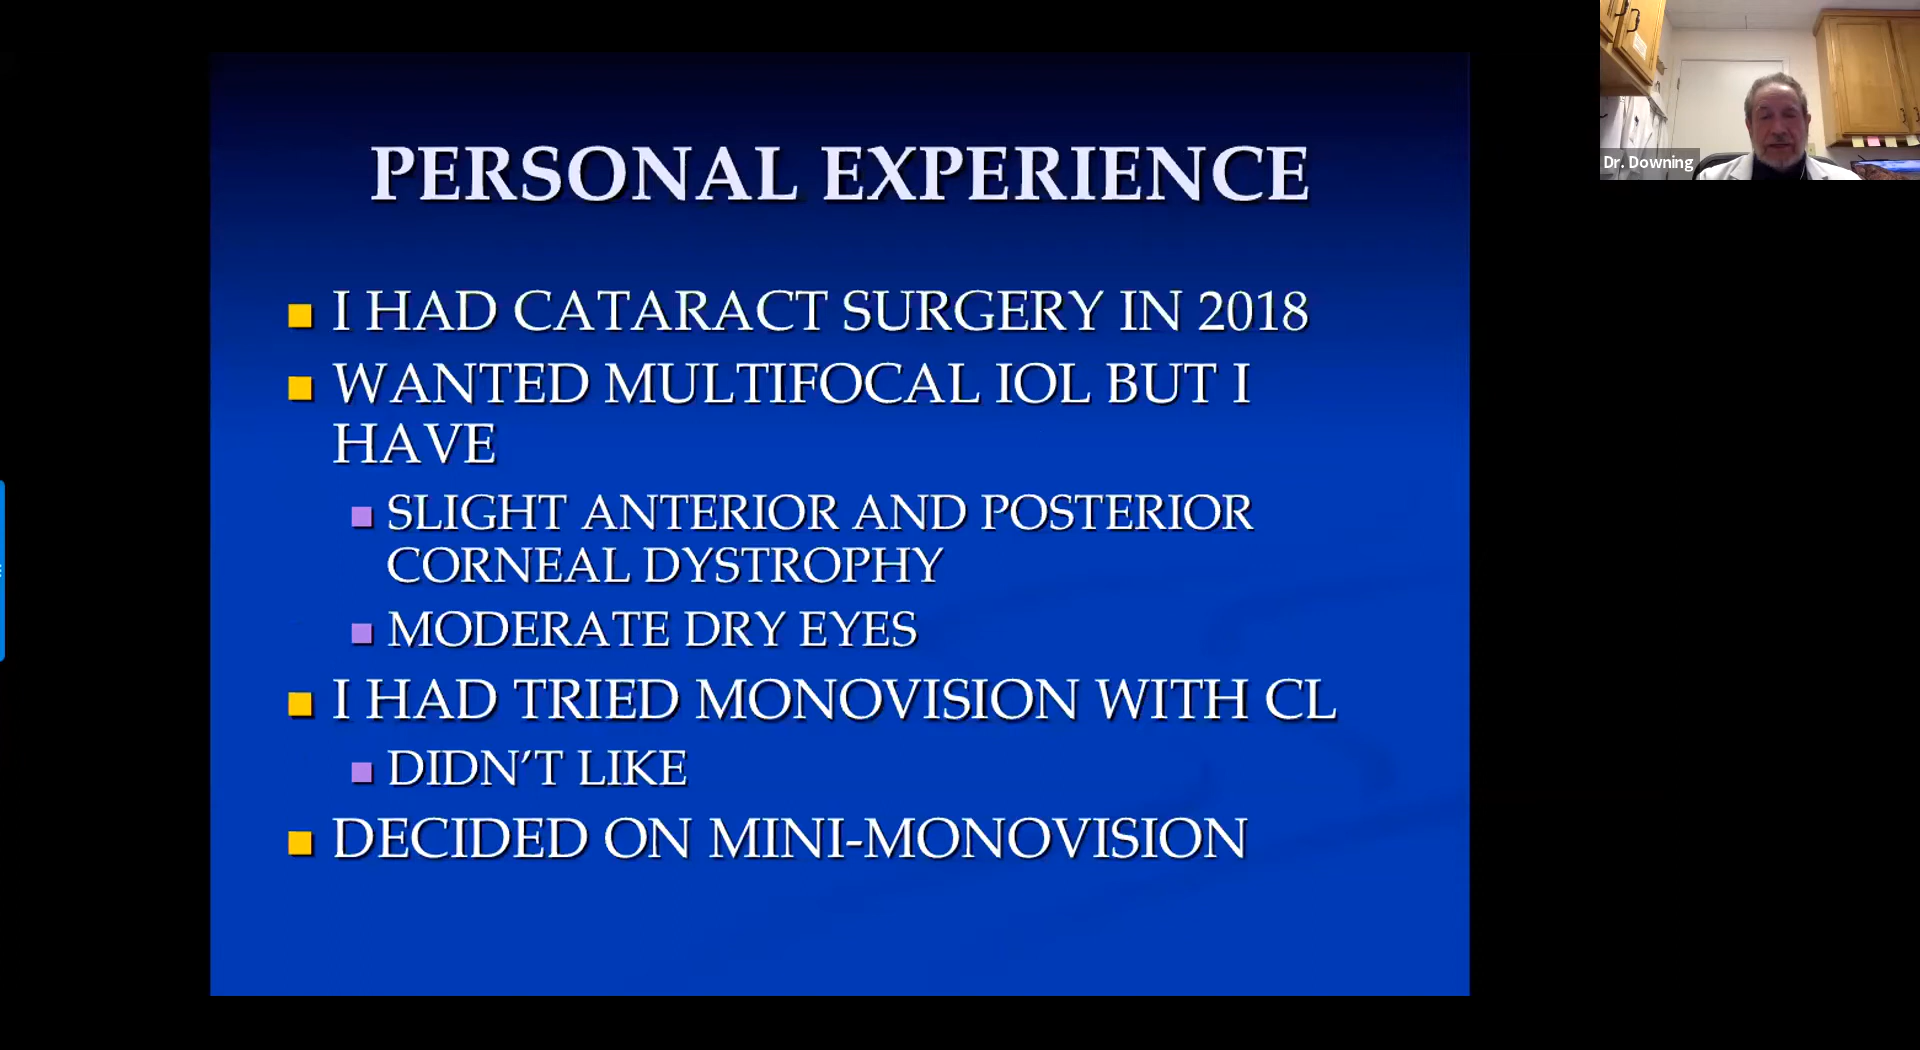 PERSONAL EXPERIENCE
I HAD CATARACT SURGERY IN 2018
WANTED MULTIFOCAL IOL BUT I
HAVE
SLIGHT ANTERIOR AND POSTERIOR
CORNEAL DYSTROPHY
MODERATE DRY EYES
I HAD TRIED MONOVISION WITH CL
DIDN’T LIKE
DECIDED ON MINI-MONOVISION
Dr. Downing